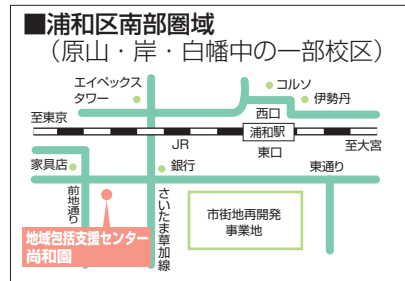 ■浦和区南部圏域
(原山・岸・白幡中の一部校区)
エイペックス
タワー
コルソ
伊勢丹
西口
至東京
浦和駅
JR
東口
至大宮
家具店
銀行
東通り
前地通り
さいたま草加線
市街地再開発
事業地
地域包括支援センター
尚和園